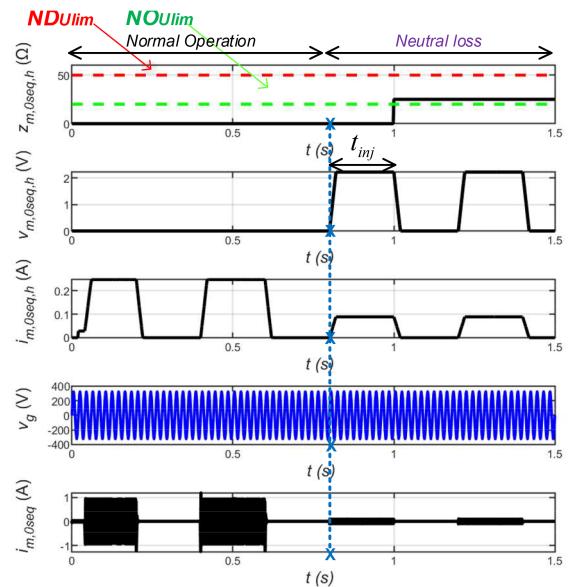 NDUlim NOUlim
Normal Operation Neutral loss
zm,0seq,h (Ω)
50
0
0 0.5 1 1.5
t (s)
tinj
vm,0seq,h (V)
2
1
0
0 0.5 1 1.5
t (s)
im,0seq,h (A)
0.2
0.1
0
0 0.5 1 1.5
t (s)
vg (V)
400
200
0
-200
-400
0 0.5 1 1.5
t (s)
im,0seq (A)
1
0
-1
0 0.5 1 1.5
t (s)